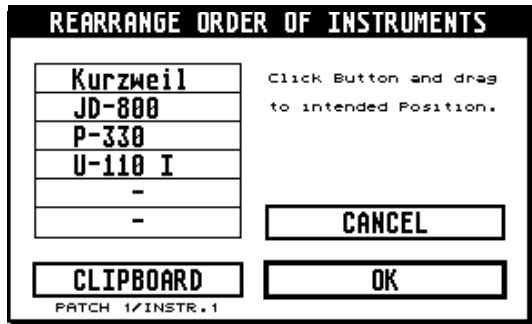 REARRANGE ORDER OF INSTRUMENTS
Kurzweil
JD-800
P-330
U-110 I
-
-
Click Button and drag
to intended Position.
CANCEL
CLIPBOARD
OK
PATCH 1/INSTR.1